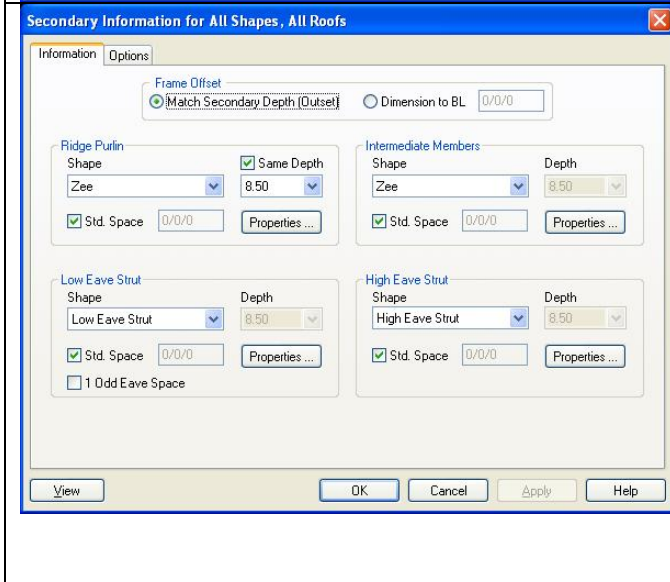 Secondary Information for All Shapes, All Roofs
Information Options
Frame Offset
Match Secondary Depth (Outset) Dimension to BL 0/0/0
Ridge Purlin
Shape Same Depth
Zee 8.50
Std. Space 0/0/0 Properties ...
Intermediate Members
Shape Depth
Zee 8.50
Std. Space 0/0/0 Properties ...
Low Eave Strut
Shape Depth
Low Eave Strut 8.50
Std. Space 0/0/0 Properties ...
1 Odd Eave Space
High Eave Strut
Shape Depth
High Eave Strut 8.50
Std. Space 0/0/0 Properties ...
View OK Cancel Apply Help